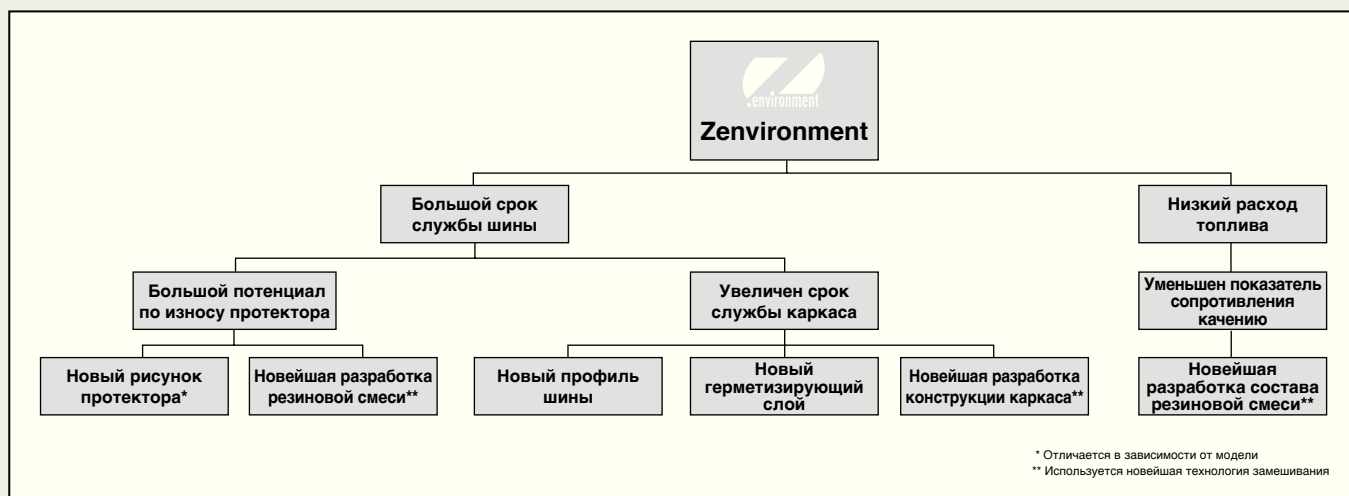 .environment
Zenvironment
Большой срок
службы шины
Низкий расход
топлива
Большой потенциал
по износу протектора
Увеличен срок
службы каркаса
Уменьшен показатель
сопротивления
качению
Новый рисунок
протектора*
Новейшая разработка
резиновой смеси**
Новый профиль
шины
Новый
герметизирующий
слой
Новейшая разработка
конструкции каркаса**
Новейшая
разработка состава
резиновой смеси**
* Отличается в зависимости от модели
** Используется новейшая технология замешивания